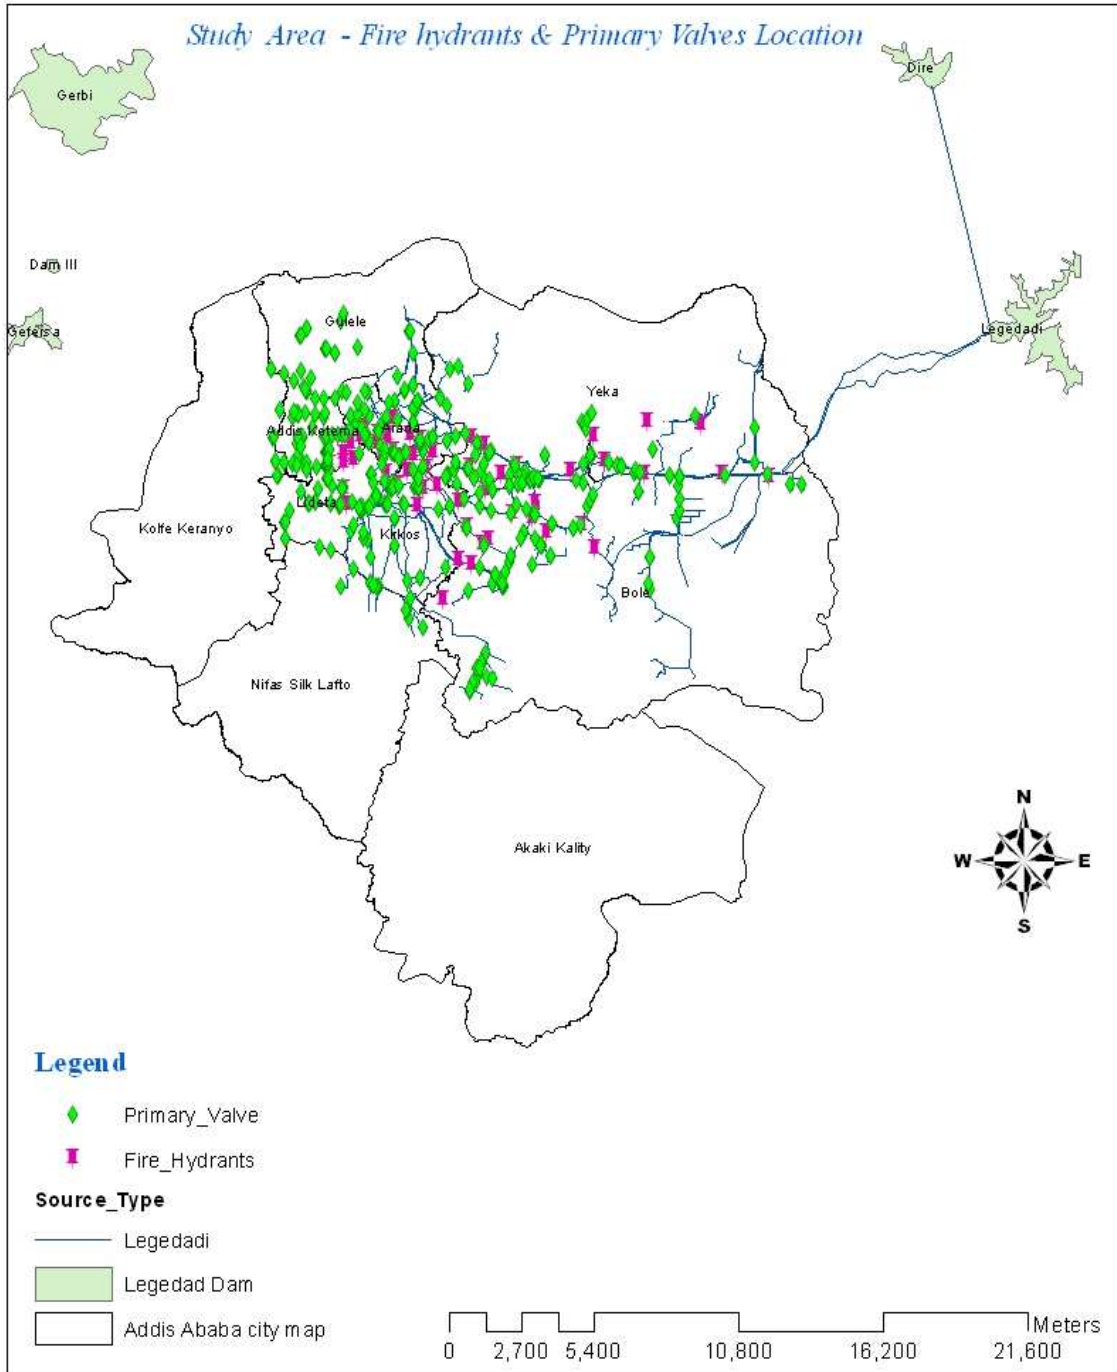 Study Area - Fire hydrants & Primary Valves Location
Dire
Gerbi
Dam III
Gefersa
Legedadi
Gulele
Yeka
Addis Ketema
Arada
Lideta
Kirkos
Kolfe Keranyo
Bole
Nifas Silk Lafto
Akaki Kality
N
W E
S
Legend
Primary_Valve
Fire_Hydrants
Source_Type
Legedadi
Legedad Dam
Addis Ababa city map
Meters
0 2,700 5,400 10,800 16,200 21,600